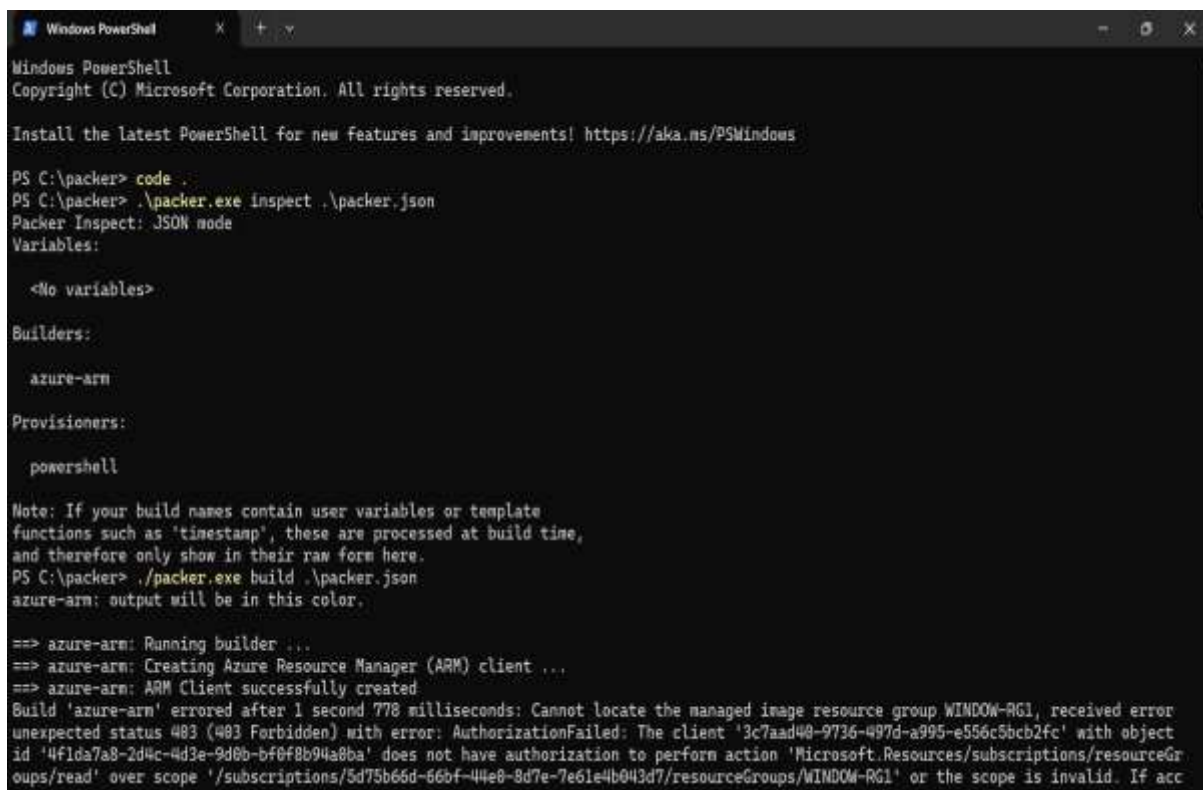 Windows PowerShell
Windows PowerShell
Copyright (C) Microsoft Corporation. All rights reserved.
Install the latest PowerShell for new features and improvements! https://aka.ms/PSWindows
PS C:\packer> code .
PS C:\packer> .\packer.exe inspect .\packer.json
Packer Inspect: JSON mode
Variables:
<No variables>
Builders:
azure-arm
Provisioners:
powershell
Note: If your build names contain user variables or template
functions such as 'timestamp', these are processed at build time,
and therefore only show in their raw form here.
PS C:\packer> ./packer.exe build .\packer.json
azure-arm: output will be in this color.
==> azure-arm: Running builder ...
==> azure-arm: Creating Azure Resource Manager (ARM) client ...
==> azure-arm: ARM Client successfully created
Build 'azure-arm' errored after 1 second 778 milliseconds: Cannot locate the managed image resource group WINDOW-RG1, received error
unexpected status 403 (403 Forbidden) with error: AuthorizationFailed: The client '3c7aad40-9736-497d-a995-e556c5bcb2fc' with object
id '4f1da7a8-2d4c-4d3e-9d0b-bf0f8b94a8ba' does not have authorization to perform action 'Microsoft.Resources/subscriptions/resourceGr
oups/read' over scope '/subscriptions/5d75b66d-66bf-44e0-8d7e-7e61e4b043d7/resourceGroups/WINDOW-RG1' or the scope is invalid. If acc